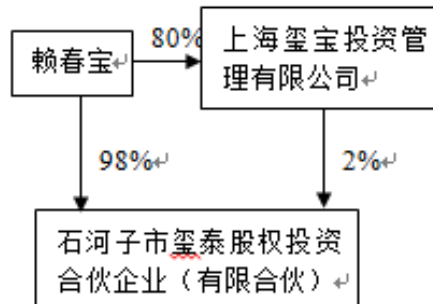 80%
上海玺宝投资管
理有限公司
赖春宝
98%
2%
石河子市玺泰股权投资
合伙企业（有限合伙）